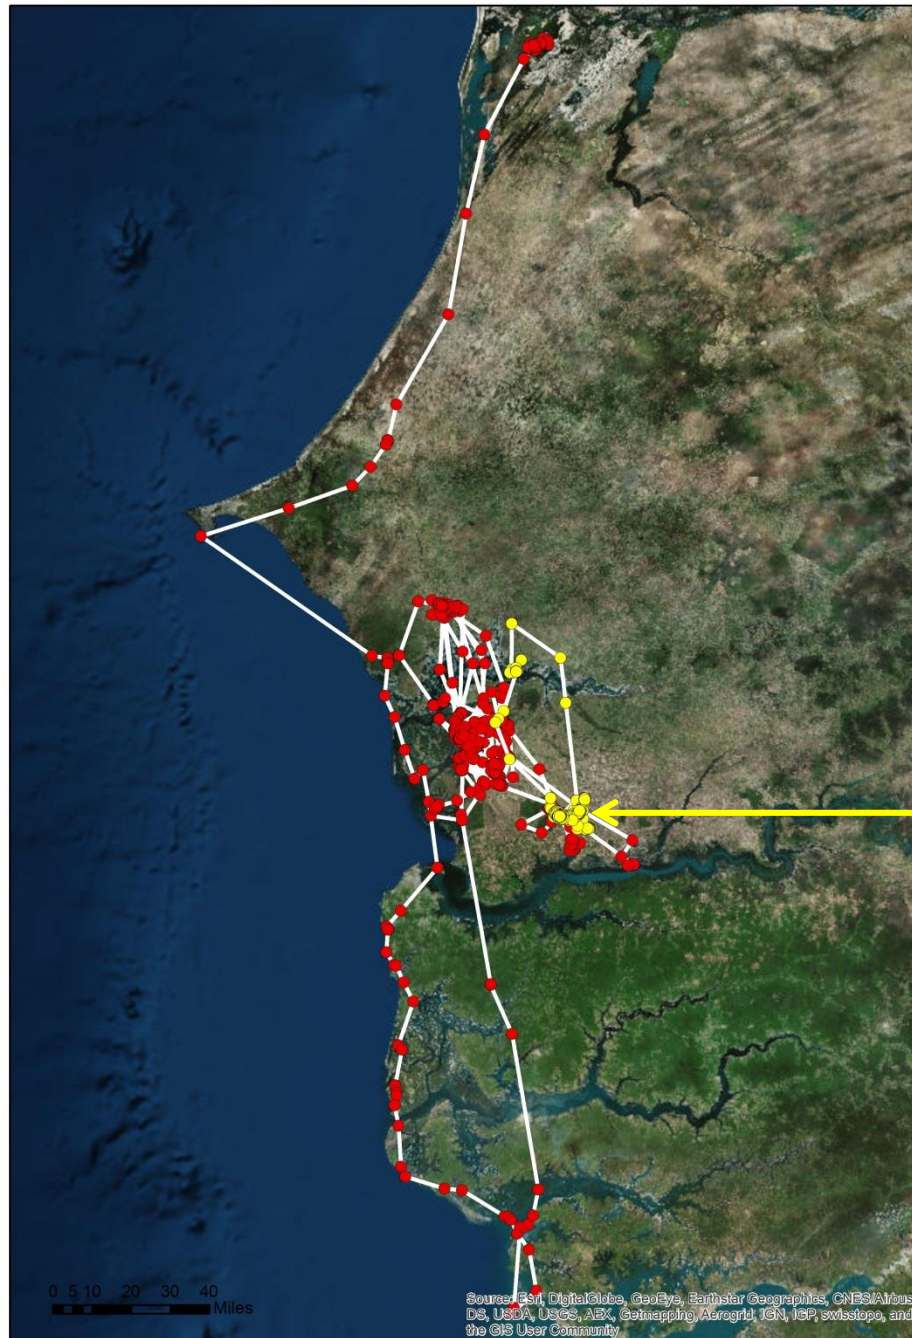 0 5 10 20 30 40
Miles
Source: Esri, DigitalGlobe, GeoEye, Earthstar Geographics, CNES/Airbus
DS, USDA, USGS, AEX, Getmapping, Aerogrid, IGN, IGP, swisstopo, and
the GIS User Community